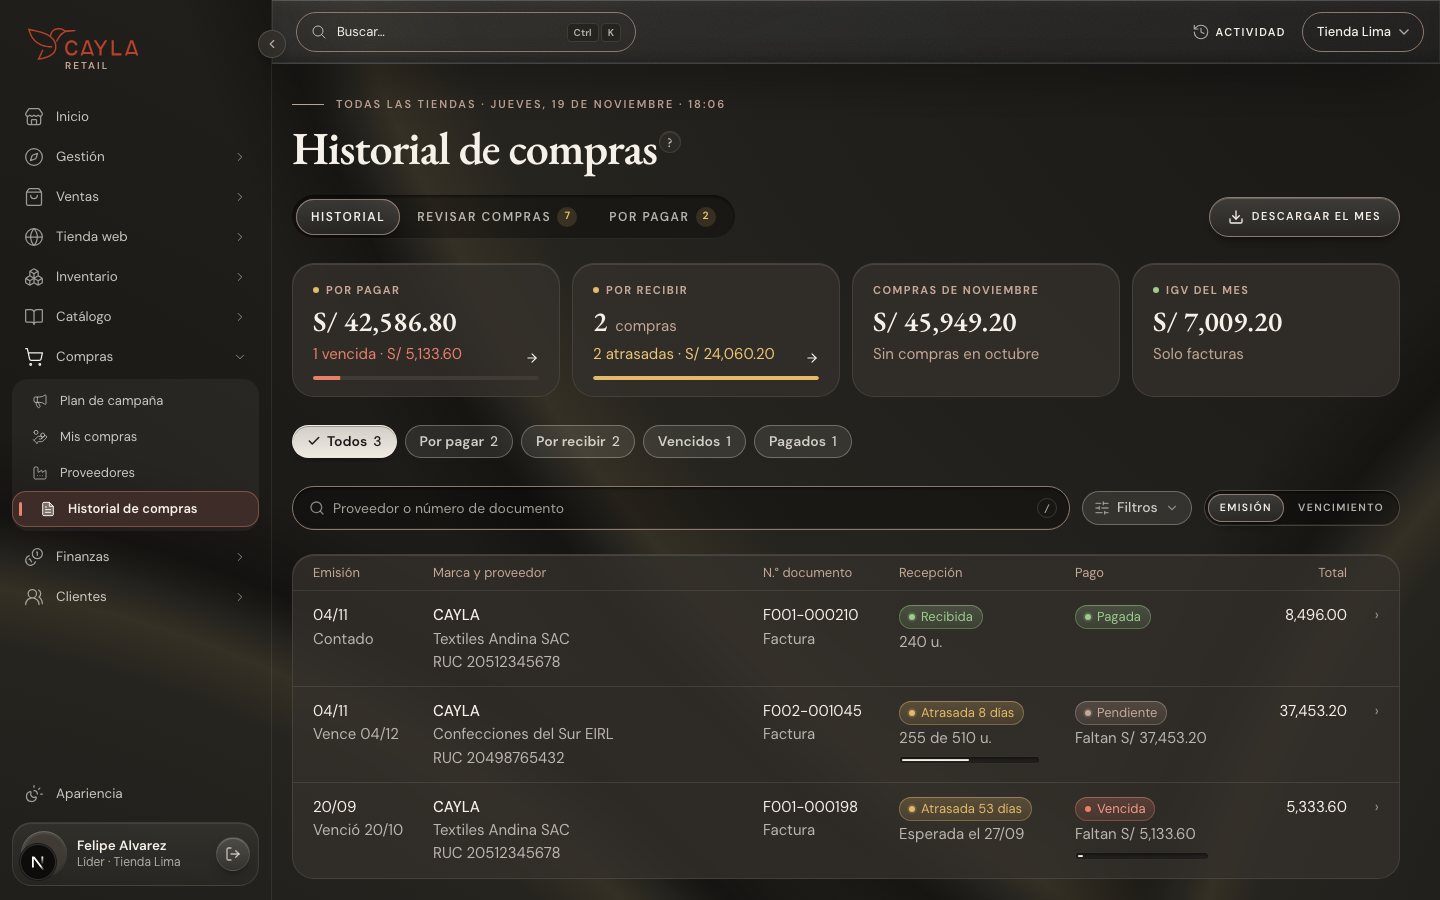 CAYLA
RETAIL
Buscar...
Ctrl K
ACTIVIDAD
Tienda Lima
Inicio
Gestión
Ventas
Tienda web
Inventario
Catálogo
Compras
Plan de campaña
Mis compras
Proveedores
Historial de compras
Finanzas
Clientes
Apariencia
N
Felipe Alvarez
Líder · Tienda Lima
TODAS LAS TIENDAS · JUEVES, 19 DE NOVIEMBRE · 18:06
Historial de compras ?
HISTORIAL REVISAR COMPRAS 7 POR PAGAR 2
DESCARGAR EL MES
POR PAGAR
S/ 42,586.80
1 vencida · S/ 5,133.60 →
POR RECIBIR
2 compras
2 atrasadas · S/ 24,060.20 →
COMPRAS DE NOVIEMBRE
S/ 45,949.20
Sin compras en octubre
IGV DEL MES
S/ 7,009.20
Solo facturas
Todos 3 Por pagar 2 Por recibir 2 Vencidos 1 Pagados 1
Proveedor o número de documento /
Filtros
EMISIÓN VENCIMIENTO
Emisión Marca y proveedor N.° documento Recepción Pago Total
04/11 CAYLA F001-000210 Recibida Pagada 8,496.00 ›
Contado Textiles Andina SAC Factura 240 u.
RUC 20512345678
04/11 CAYLA F002-001045 Atrasada 8 días Pendiente 37,453.20 ›
Vence 04/12 Confecciones del Sur EIRL Factura 255 de 510 u. Faltan S/ 37,453.20
RUC 20498765432
20/09 CAYLA F001-000198 Atrasada 53 días Vencida 5,333.60 ›
Venció 20/10 Textiles Andina SAC Factura Esperada el 27/09 Faltan S/ 5,133.60
RUC 20512345678